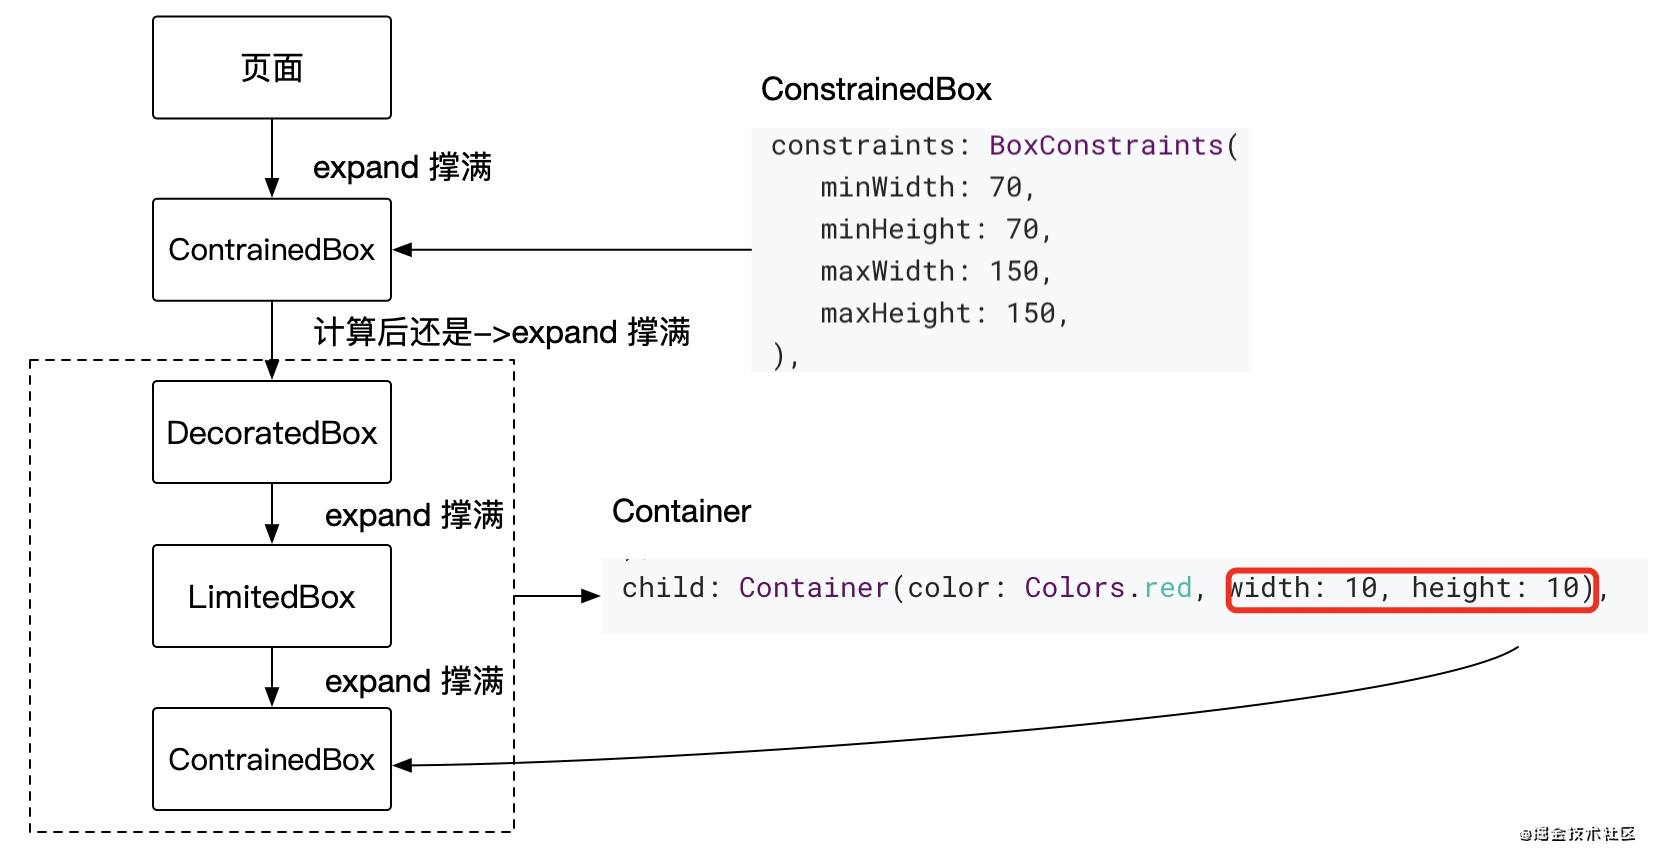 页面
expand 撑满
ContrainedBox
计算后还是->expand 撑满
DecoratedBox
expand 撑满
LimitedBox
expand 撑满
ContrainedBox
ConstrainedBox
constraints: BoxConstraints(
minWidth: 70,
minHeight: 70,
maxWidth: 150,
maxHeight: 150,
),
Container
child: Container(color: Colors.red, width: 10, height: 10),
@掘金技术社区